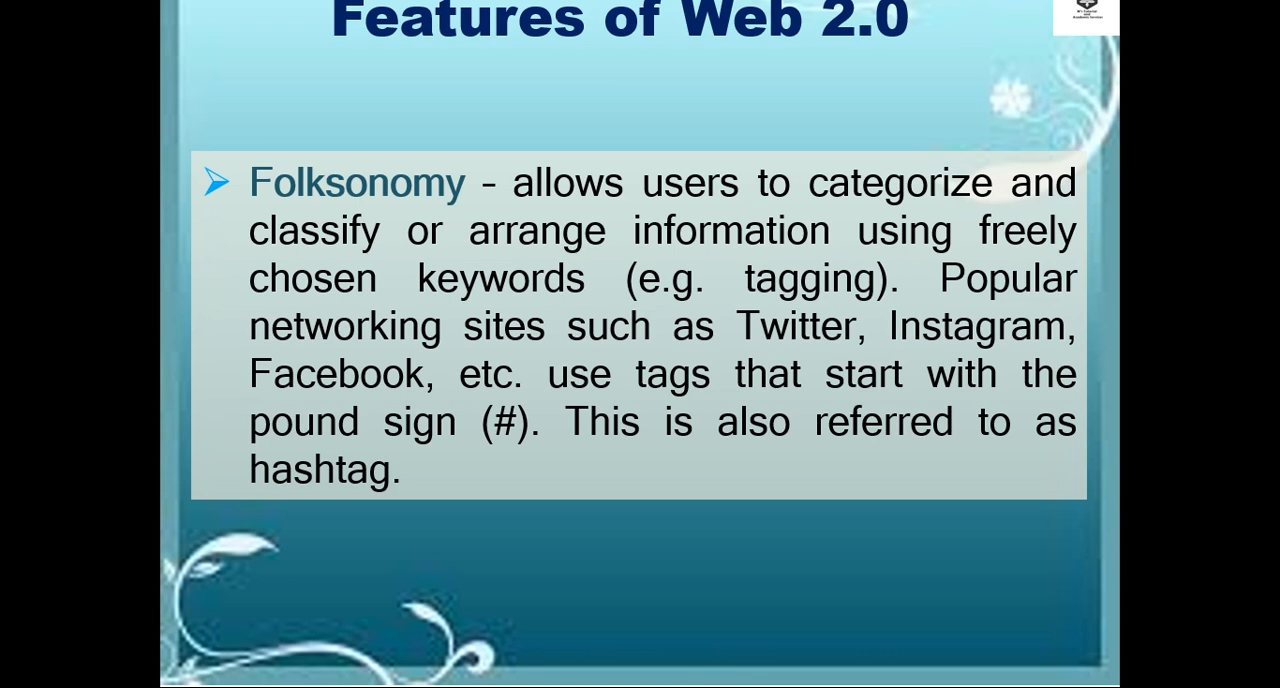 Features of Web 2.0
Folksonomy – allows users to categorize and
classify or arrange information using freely
chosen keywords (e.g. tagging). Popular
networking sites such as Twitter, Instagram,
Facebook, etc. use tags that start with the
pound sign (#). This is also referred to as
hashtag.